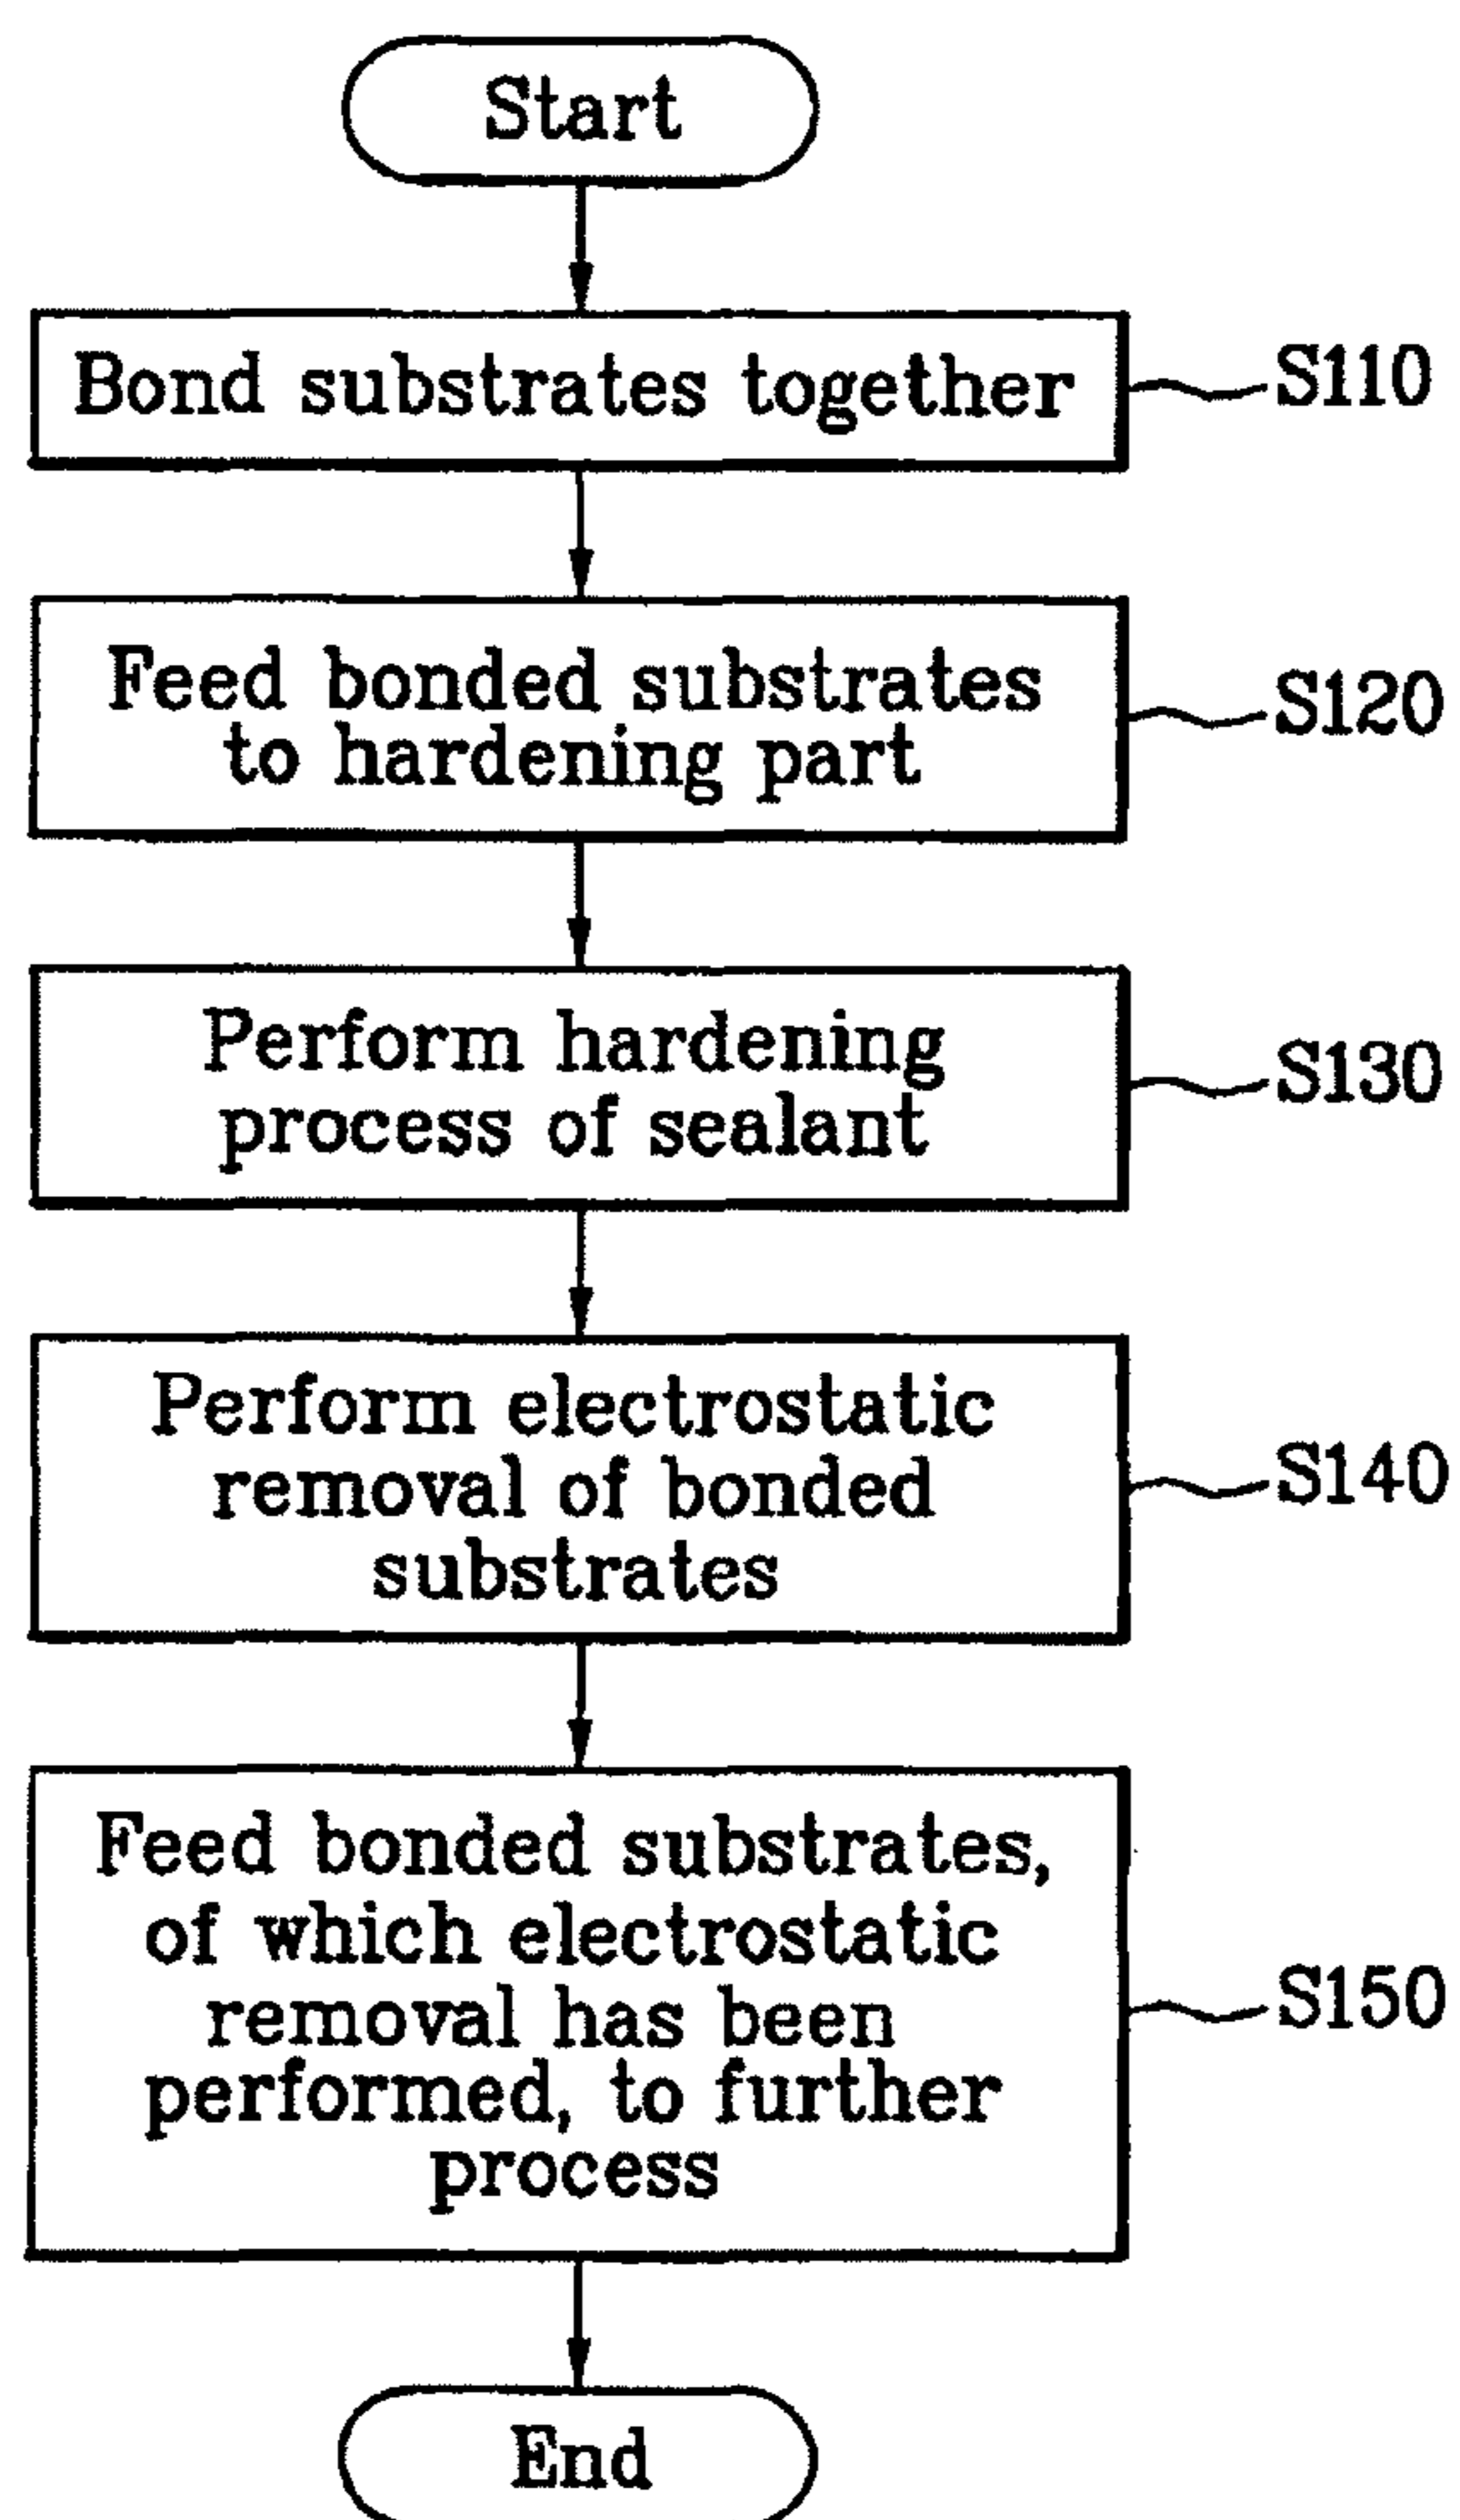 Start
Bond substrates together
S110
Feed bonded substrates
to hardening part
S120
Perform hardening
process of sealant
S130
Perform electrostatic
removal of bonded
substrates
S140
Feed bonded substrates,
of which electrostatic
removal has been
performed, to further
process
S150
End